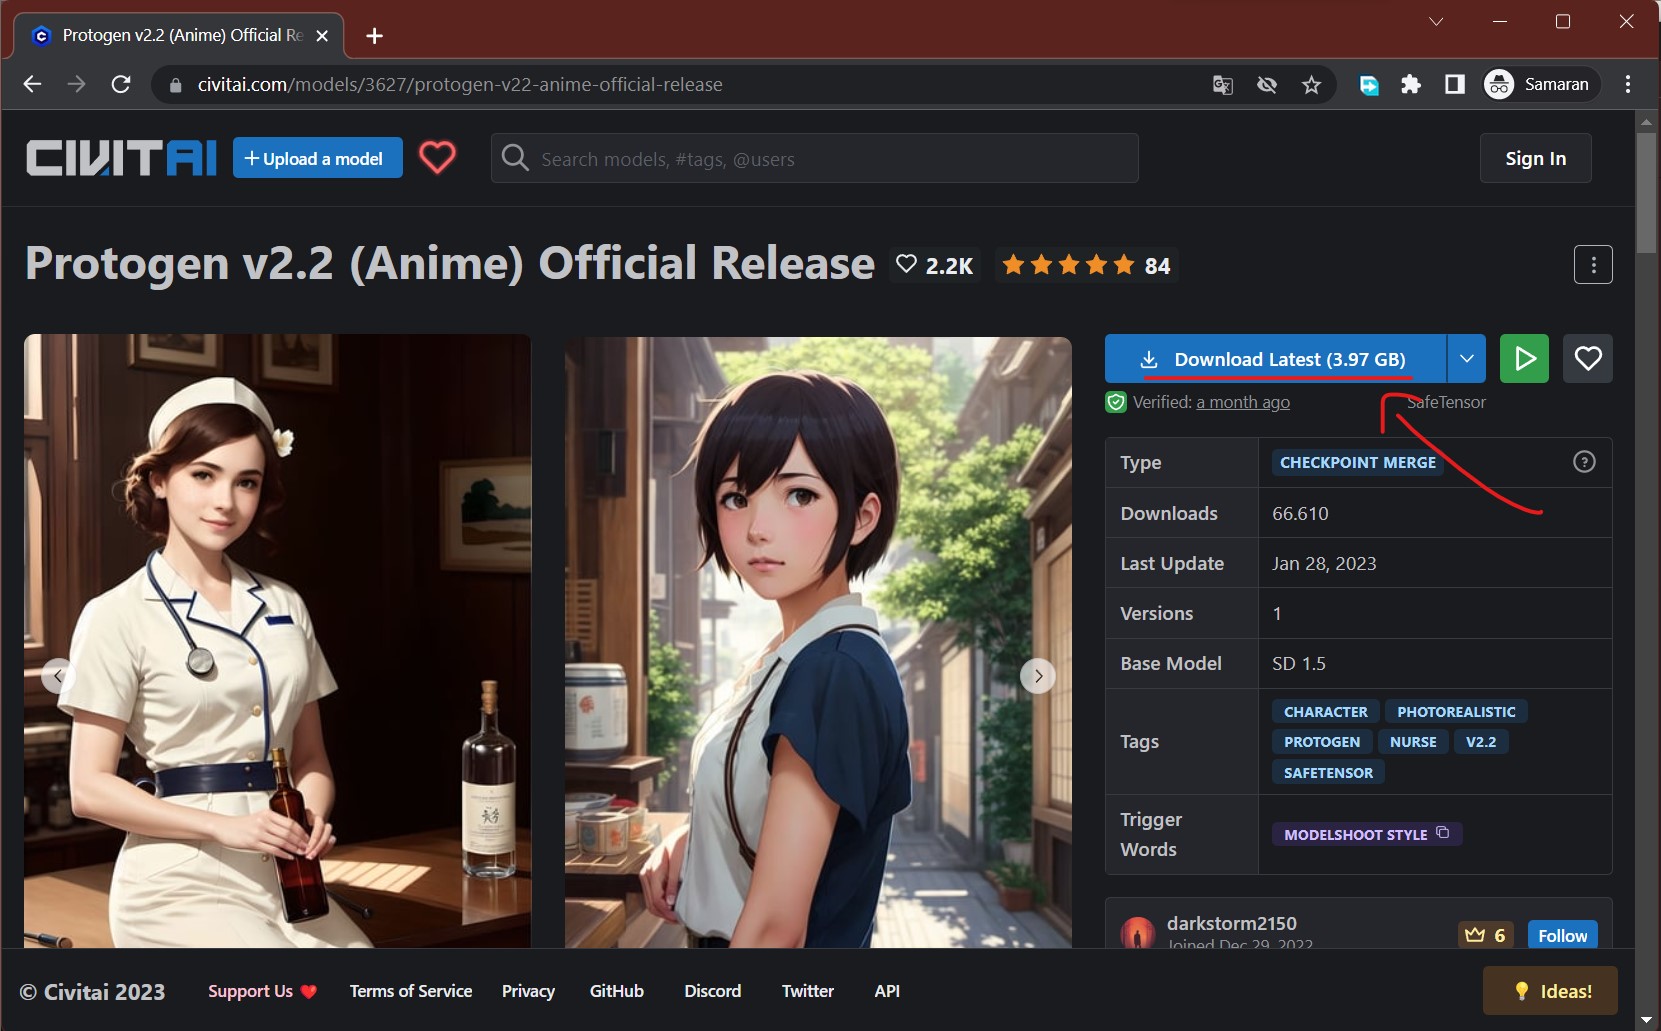 Protogen v2.2 (Anime) Official Re
civitai.com/models/3627/protogen-v22-anime-official-release
Samaran
CIVITAI
+ Upload a model
Search models, #tags, @users
Sign In
Protogen v2.2 (Anime) Official Release
2.2K
84
Download Latest (3.97 GB)
Verified: a month ago
SafeTensor
Type
CHECKPOINT MERGE
Downloads
66.610
Last Update
Jan 28, 2023
Versions
1
Base Model
SD 1.5
Tags
CHARACTER
PHOTOREALISTIC
PROTOGEN
NURSE
V2.2
SAFETENSOR
Trigger Words
MODELSHOOT STYLE
darkstorm2150
Joined Dec 29, 2022
6
Follow
© Civitai 2023
Support Us
Terms of Service
Privacy
GitHub
Discord
Twitter
API
Ideas!